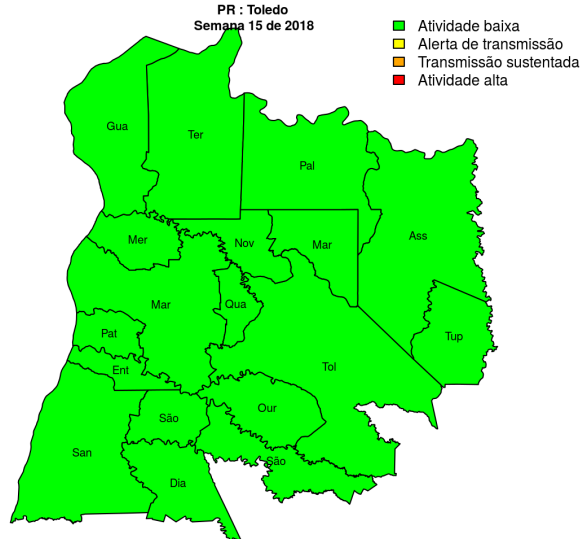 PR : Toledo
Semana 15 de 2018
Atividade baixa
Alerta de transmissão
Transmissão sustentada
Atividade alta
Gua
Ter
Pal
Ass
Mer
Nov
Mar
Mar
Qua
Pat
Tup
Ent
Tol
Our
São
San
São
Dia